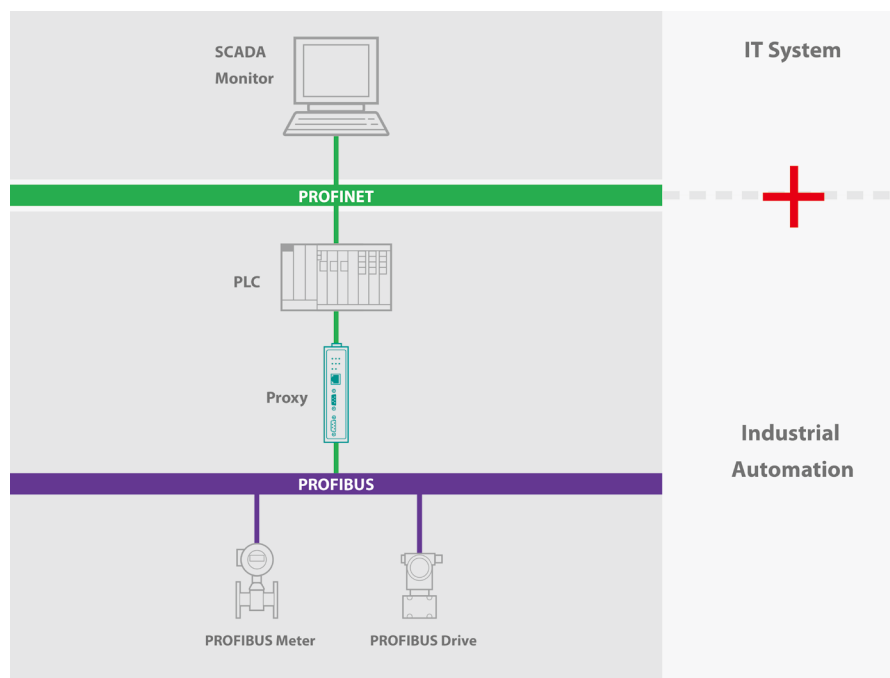 SCADA
Monitor
IT System
PROFINET
PLC
Proxy
Industrial
Automation
PROFIBUS
PROFIBUS Meter
PROFIBUS Drive